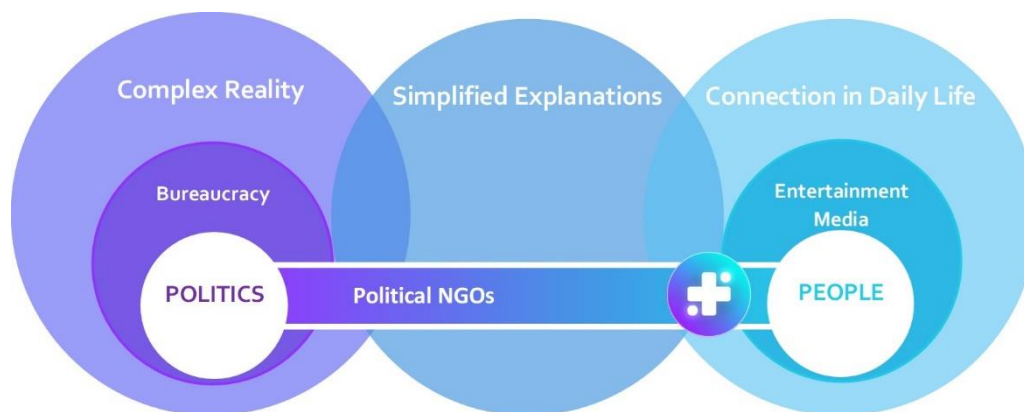 Complex Reality
Simplified Explanations
Connection in Daily Life
Bureaucracy
Entertainment
Media
POLITICS
Political NGOs
PEOPLE